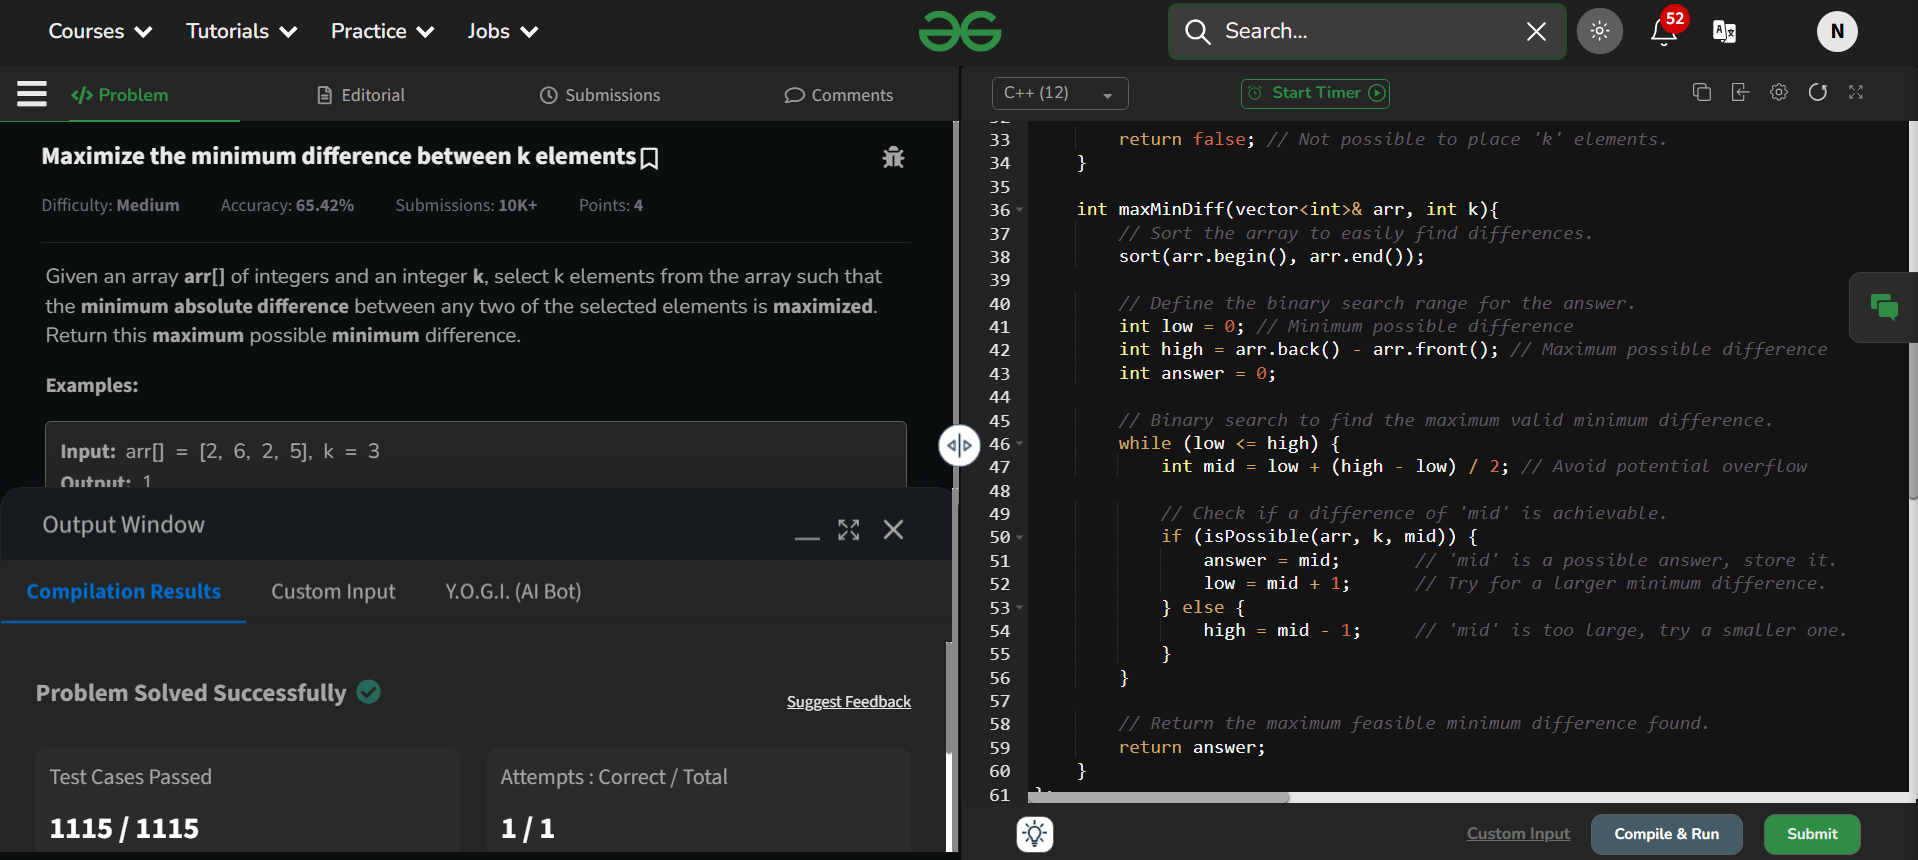 Courses Tutorials Practice Jobs Search... 52 N
Problem Editorial Submissions Comments
Maximize the minimum difference between k elements
Difficulty: Medium Accuracy: 65.42% Submissions: 10K+ Points: 4
Given an array arr[] of integers and an integer k, select k elements from the array such that
the minimum absolute difference between any two of the selected elements is maximized.
Return this maximum possible minimum difference.
Examples:
Input: arr[] = [2, 6, 2, 5], k = 3
Output: 1
Output Window
Compilation Results Custom Input Y.O.G.I. (AI Bot)
Problem Solved Successfully
Suggest Feedback
Test Cases Passed
1115 / 1115
Attempts : Correct / Total
1 / 1
C++ (12) Start Timer
33 return false; // Not possible to place 'k' elements.
34 }
35
36 int maxMinDiff(vector<int>& arr, int k){
37 // Sort the array to easily find differences.
38 sort(arr.begin(), arr.end());
39
40 // Define the binary search range for the answer.
41 int low = 0; // Minimum possible difference
42 int high = arr.back() - arr.front(); // Maximum possible difference
43 int answer = 0;
44
45 // Binary search to find the maximum valid minimum difference.
46 while (low <= high) {
47 int mid = low + (high - low) / 2; // Avoid potential overflow
48
49 // Check if a difference of 'mid' is achievable.
50 if (isPossible(arr, k, mid)) {
51 answer = mid; // 'mid' is a possible answer, store it.
52 low = mid + 1; // Try for a larger minimum difference.
53 } else {
54 high = mid - 1; // 'mid' is too large, try a smaller one.
55 }
56 }
57
58 // Return the maximum feasible minimum difference found.
59 return answer;
60 }
61 };
Custom Input Compile & Run Submit